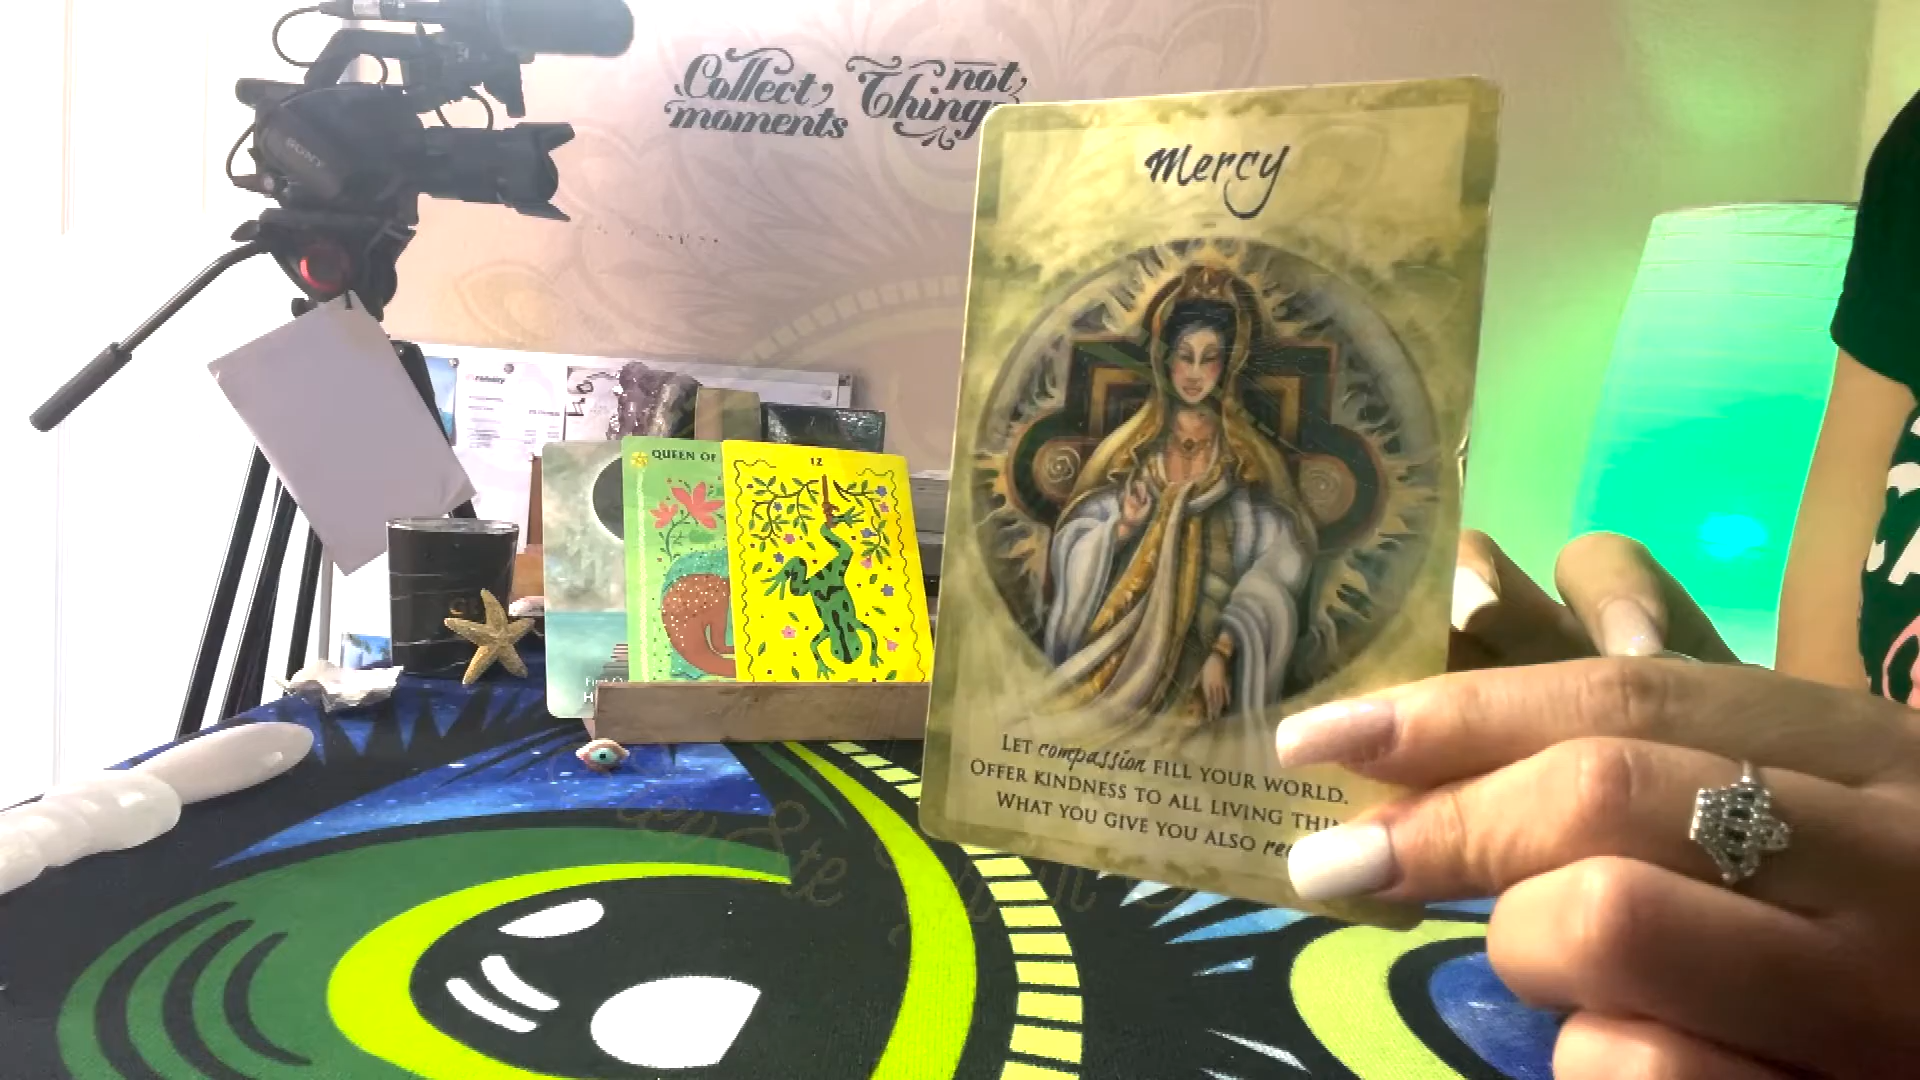 Collect not
moments Thing
SONY
Mercy
QUEEN OF
12
LET compassion FILL YOUR WORLD.
OFFER KINDNESS TO ALL LIVING
WHAT YOU GIVE YOU ALSO